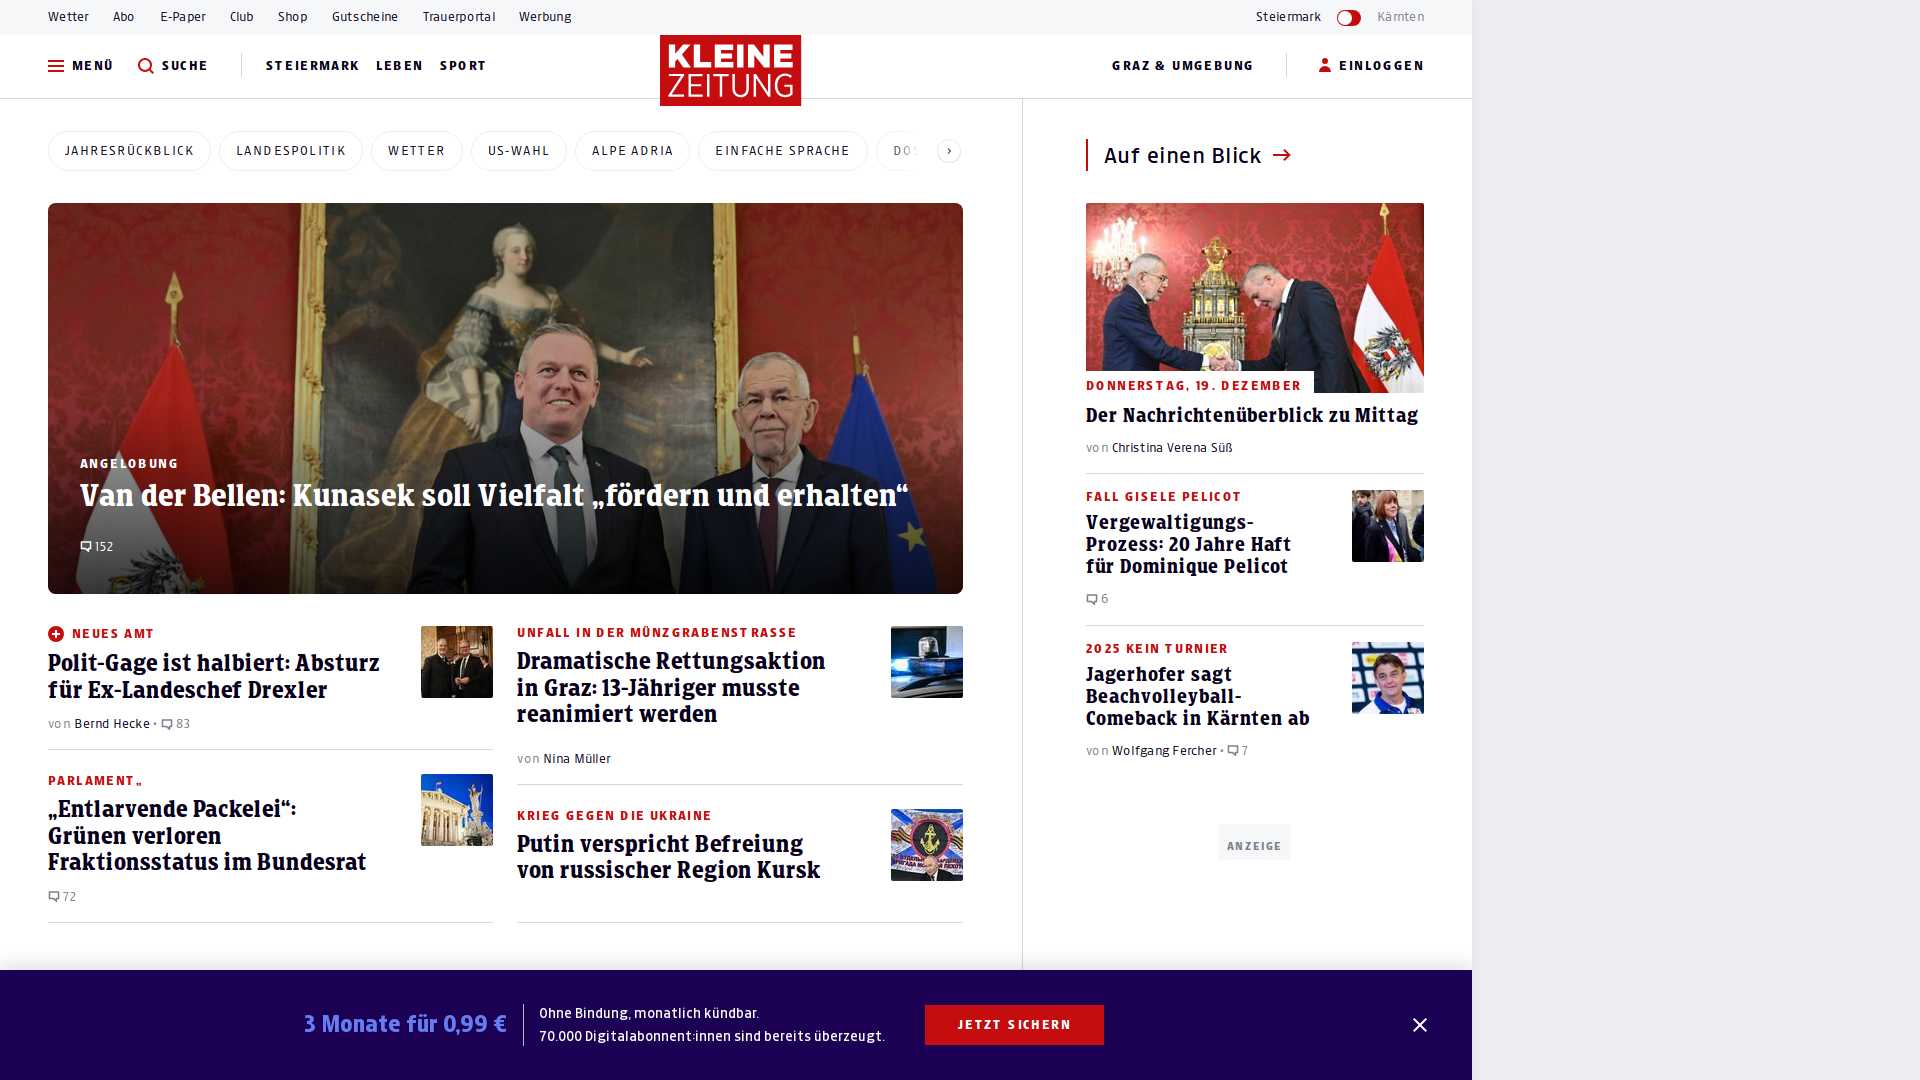 Wetter Abo E-Paper Club Shop Gutscheine Trauerportal Werbung Steiermark Kärnten
MENÜ SUCHE STEIERMARK LEBEN SPORT KLEINE ZEITUNG GRAZ & UMGEBUNG EINLOGGEN
JAHRESRÜCKBLICK LANDESPOLITIK WETTER US-WAHL ALPE ADRIA EINFACHE SPRACHE
ANGELOBUNG
Van der Bellen: Kunasek soll Vielfalt „fördern und erhalten“
152
NEUES AMT
Polit-Gage ist halbiert: Absturz
für Ex-Landeschef Drexler
von Bernd Hecke • 83
PARLAMENT„
„Entlarvende Packelei“:
Grünen verloren
Fraktionsstatus im Bundesrat
72
UNFALL IN DER MÜNZGRABENSTRASSE
Dramatische Rettungsaktion
in Graz: 13-Jähriger musste
reanimiert werden
von Nina Müller
KRIEG GEGEN DIE UKRAINE
Putin verspricht Befreiung
von russischer Region Kursk
Auf einen Blick
DONNERSTAG, 19. DEZEMBER
Der Nachrichtenüberblick zu Mittag
von Christina Verena Süß
FALL GISELE PELICOT
Vergewaltigungs-
Prozess: 20 Jahre Haft
für Dominique Pelicot
6
2025 KEIN TURNIER
Jagerhofer sagt
Beachvolleyball-
Comeback in Kärnten ab
von Wolfgang Fercher • 7
ANZEIGE
3 Monate für 0,99 €
Ohne Bindung, monatlich kündbar.
70.000 Digitalabonnent:innen sind bereits überzeugt.
JETZT SICHERN